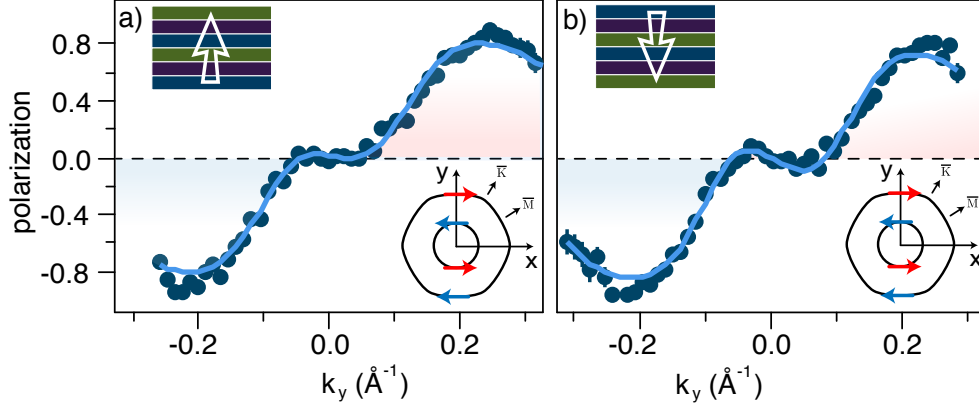 a)
b)
polarization
0.8
0.4
0.0
-0.4
-0.8
y
K̅
M̅
x
y
K̅
M̅
x
-0.2
0.0
0.2
-0.2
0.0
0.2
k_y (Å⁻¹)
k_y (Å⁻¹)